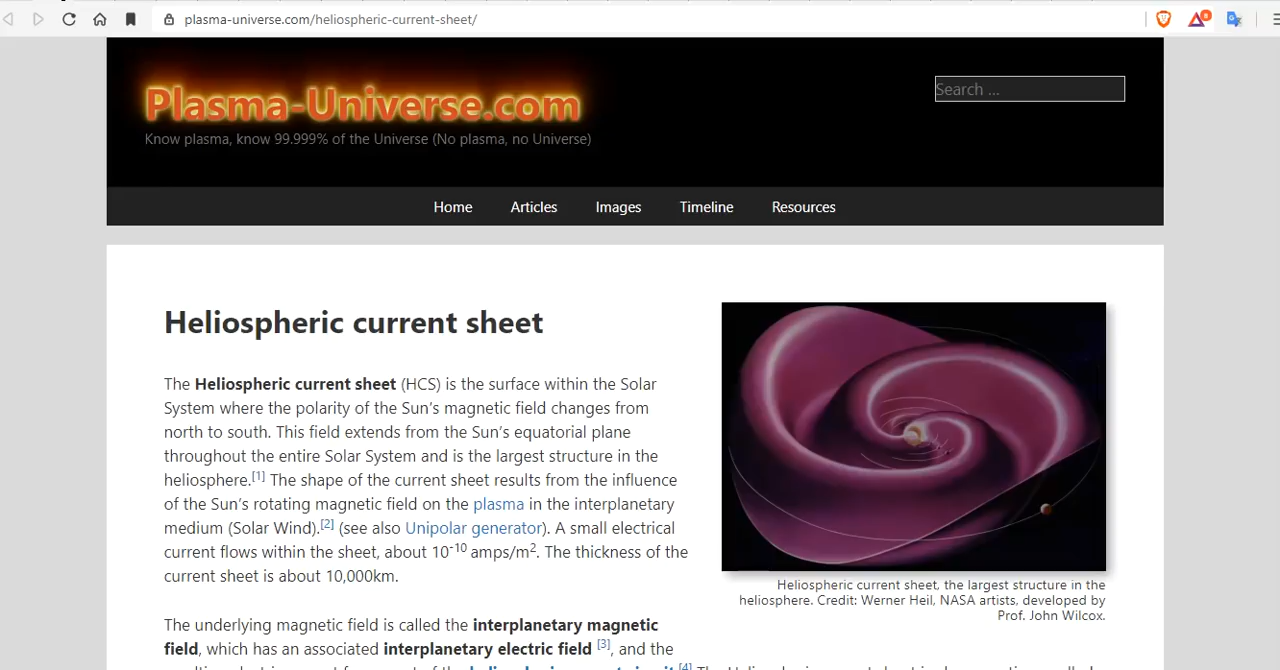 plasma-universe.com/heliospheric-current-sheet/
8
Plasma-Universe.com
Search ...
Know plasma, know 99.999% of the Universe (No plasma, no Universe)
Home Articles Images Timeline Resources
Heliospheric current sheet
The Heliospheric current sheet (HCS) is the surface within the Solar
System where the polarity of the Sun's magnetic field changes from
north to south. This field extends from the Sun's equatorial plane
throughout the entire Solar System and is the largest structure in the
heliosphere.[1] The shape of the current sheet results from the influence
of the Sun's rotating magnetic field on the plasma in the interplanetary
medium (Solar Wind).[2] (see also Unipolar generator). A small electrical
current flows within the sheet, about 10⁻¹⁰ amps/m². The thickness of the
current sheet is about 10,000km.
Heliospheric current sheet, the largest structure in the
heliosphere. Credit: Werner Heil, NASA artists, developed by
Prof. John Wilcox.
The underlying magnetic field is called the interplanetary magnetic
field, which has an associated interplanetary electric field [3], and the